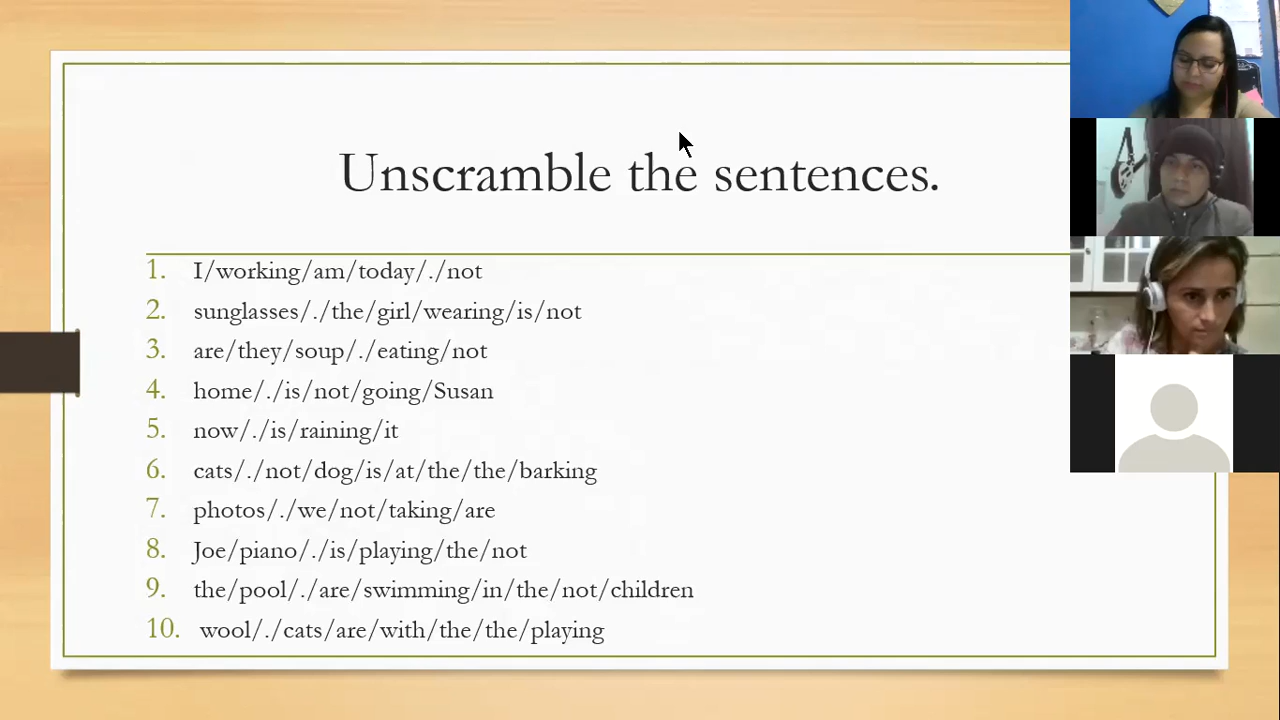 Unscramble the sentences.
1. I/working/am/today/./not
2. sunglasses/./the/girl/wearing/is/not
3. are/they/soup/./eating/not
4. home/./is/not/going/Susan
5. now/./is/raining/it
6. cats/./not/dog/is/at/the/the/barking
7. photos/./we/not/taking/are
8. Joe/piano/./is/playing/the/not
9. the/pool/./are/swimming/in/the/not/children
10. wool/./cats/are/with/the/the/playing